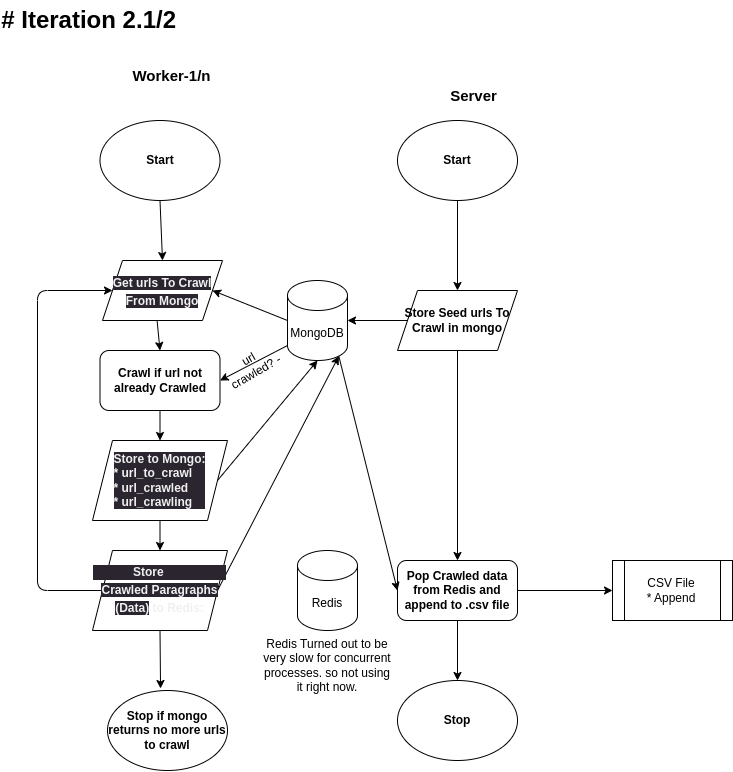 # Iteration 2.1/2
Worker-1/n
Server
Start
Start
Get urls To Crawl
From Mongo
MongoDB
Store Seed urls To
Crawl in mongo
url
crawled? -
Crawl if url not
already Crawled
Store to Mongo:
* url_to_crawl
* url_crawled
* url_crawling
Store
Crawled Paragraphs
(Data) to Redis:
Redis
Redis Turned out to be
very slow for concurrent
processes. so not using
it right now.
Pop Crawled data
from Redis and
append to .csv file
CSV File
* Append
Stop if mongo
returns no more urls
to crawl
Stop